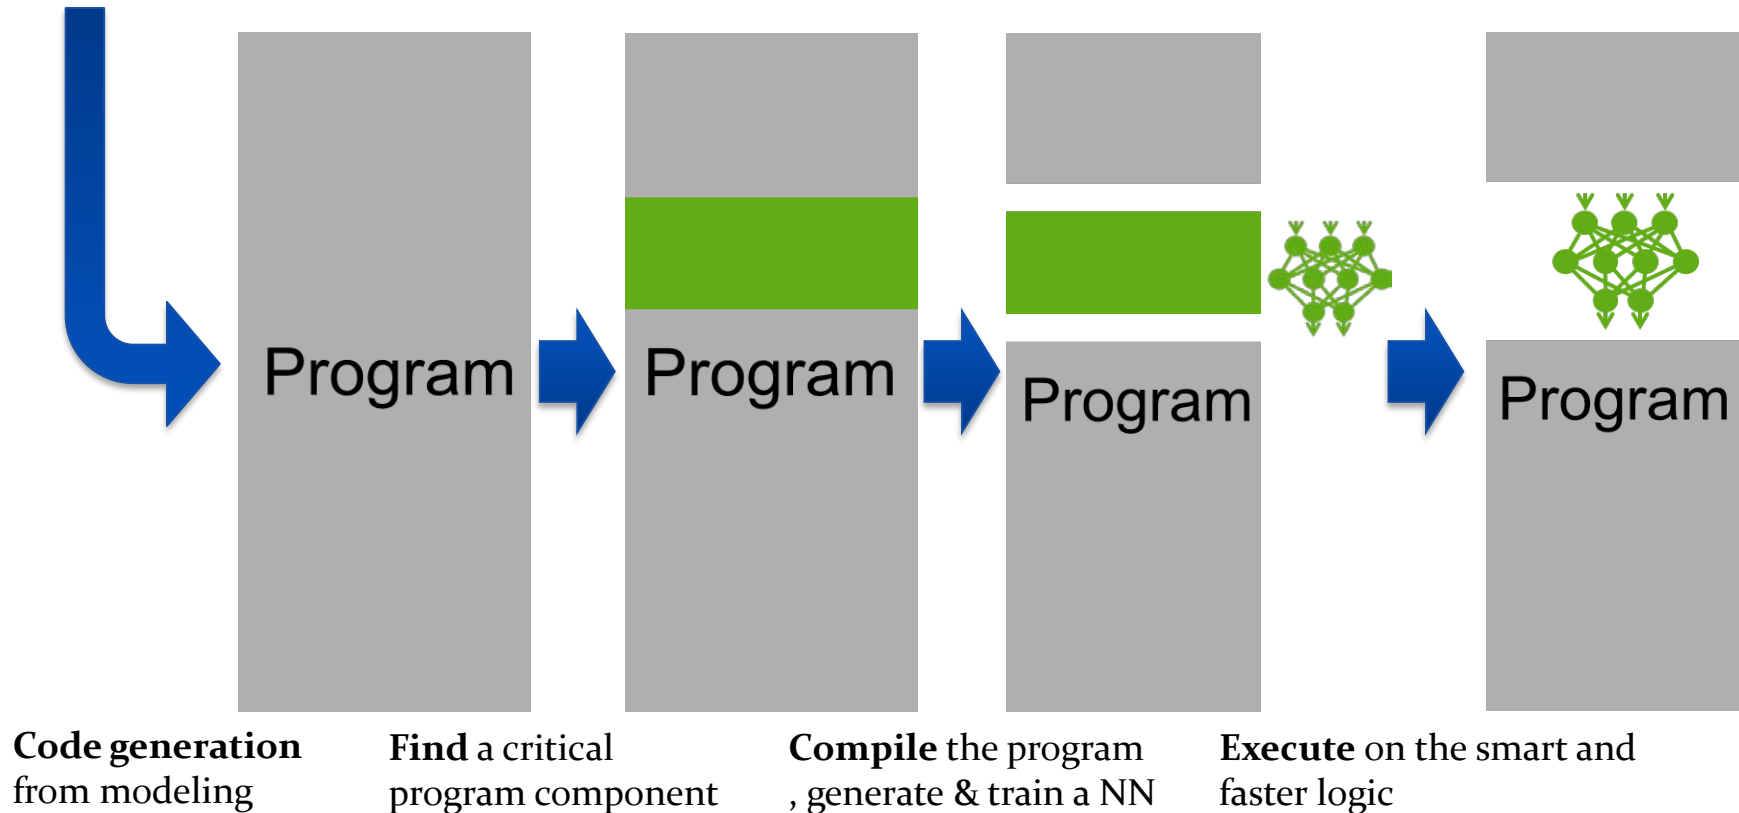 Program
Program
Program
Program
Code generation
from modeling
Find a critical
program component
Compile the program
, generate & train a NN
Execute on the smart and
faster logic